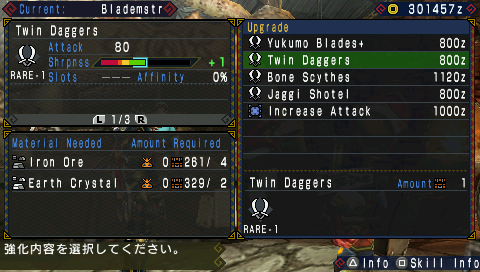 Current: Blademstr
301457z
Twin Daggers
Attack 80
Shrpnss +1
RARE-1 Slots --- Affinity 0%
L 1/3 R
Material Needed Amount Required
Iron Ore 0 261/ 4
Earth Crystal 0 329/ 2
Upgrade
Yukumo Blades+ 800z
Twin Daggers 800z
Bone Scythes 1120z
Jaggi Shotel 800z
Increase Attack 1000z
Twin Daggers Amount 1
RARE-1
強化内容を選択してください。
Info Skill Info